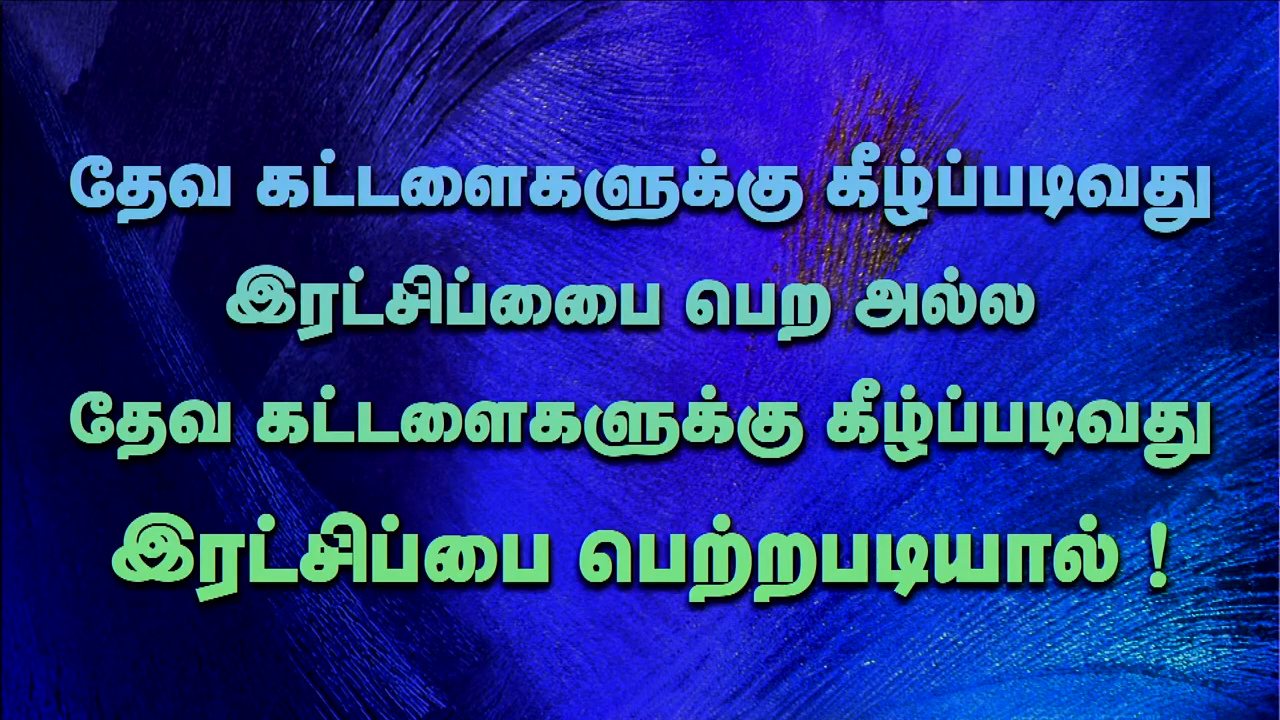 தேவ கட்டளைகளுக்கு கீழ்ப்படிவது
இரட்சிப்பைபை பெற அல்ல
தேவ கட்டளைகளுக்கு கீழ்ப்படிவது
இரட்சிப்பை பெற்றபடியால் !